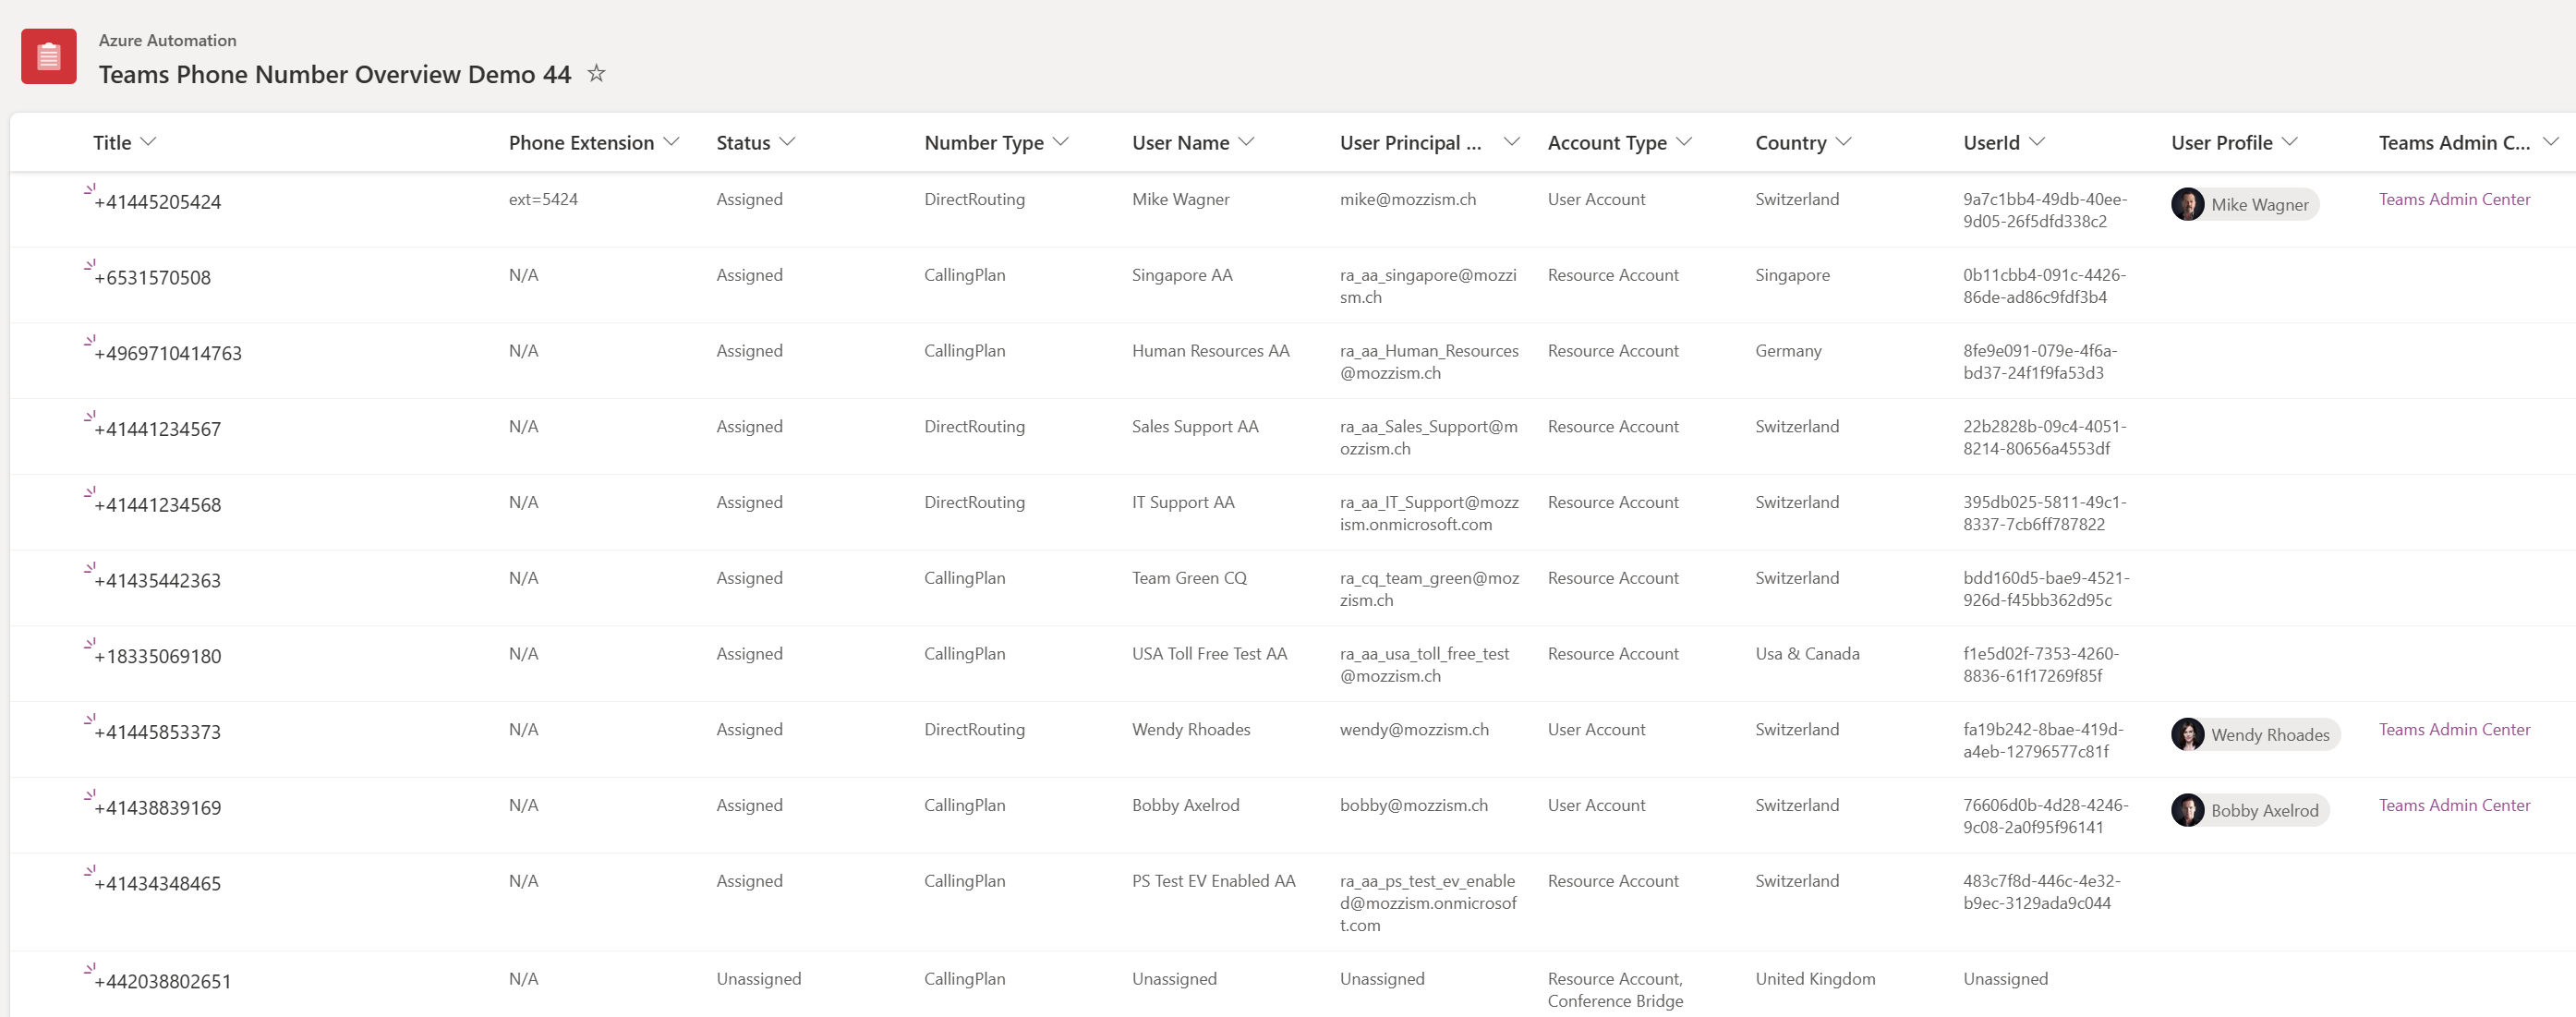 Azure Automation
Teams Phone Number Overview Demo 44
Title Phone Extension Status Number Type User Name User Principal ... Account Type Country UserId User Profile Teams Admin C...
+41445205424 ext=5424 Assigned DirectRouting Mike Wagner mike@mozzism.ch User Account Switzerland 9a7c1bb4-49db-40ee- Mike Wagner Teams Admin Center
9d05-26f5dfd338c2
+6531570508 N/A Assigned CallingPlan Singapore AA ra_aa_singapore@mozzi Resource Account Singapore 0b11cbb4-091c-4426-
sm.ch 86de-ad86c9fdf3b4
+4969710414763 N/A Assigned CallingPlan Human Resources AA ra_aa_Human_Resources Resource Account Germany 8fe9e091-079e-4f6a-
@mozzism.ch bd37-24f1f9fa53d3
+41441234567 N/A Assigned DirectRouting Sales Support AA ra_aa_Sales_Support@m Resource Account Switzerland 22b2828b-09c4-4051-
ozzism.ch 8214-80656a4553df
+41441234568 N/A Assigned DirectRouting IT Support AA ra_aa_IT_Support@mozz Resource Account Switzerland 395db025-5811-49c1-
ism.onmicrosoft.com 8337-7cb6ff787822
+41435442363 N/A Assigned CallingPlan Team Green CQ ra_cq_team_green@moz Resource Account Switzerland bdd160d5-bae9-4521-
zism.ch 926d-f45bb362d95c
+18335069180 N/A Assigned CallingPlan USA Toll Free Test AA ra_aa_usa_toll_free_test Resource Account Usa & Canada f1e5d02f-7353-4260-
@mozzism.ch 8836-61f17269f85f
+41445853373 N/A Assigned DirectRouting Wendy Rhoades wendy@mozzism.ch User Account Switzerland fa19b242-8bae-419d- Wendy Rhoades Teams Admin Center
a4eb-12796577c81f
+41438839169 N/A Assigned CallingPlan Bobby Axelrod bobby@mozzism.ch User Account Switzerland 76606d0b-4d28-4246- Bobby Axelrod Teams Admin Center
9c08-2a0f95f96141
+41434348465 N/A Assigned CallingPlan PS Test EV Enabled AA ra_aa_ps_test_ev_enable Resource Account Switzerland 483c7f8d-446c-4e32-
d@mozzism.onmicrosof b9ec-3129ada9c044
t.com
+442038802651 N/A Unassigned CallingPlan Unassigned Unassigned Resource Account, United Kingdom Unassigned
Conference Bridge